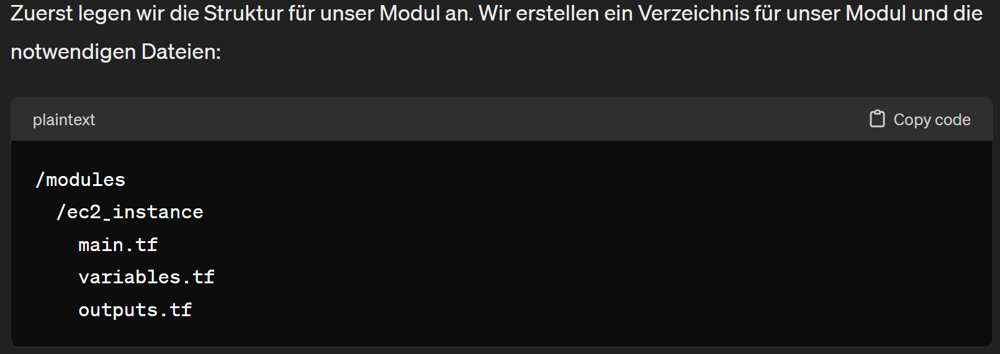 Zuerst legen wir die Struktur für unser Modul an. Wir erstellen ein Verzeichnis für unser Modul und die
notwendigen Dateien:
plaintext
Copy code
/modules
/ec2_instance
main.tf
variables.tf
outputs.tf